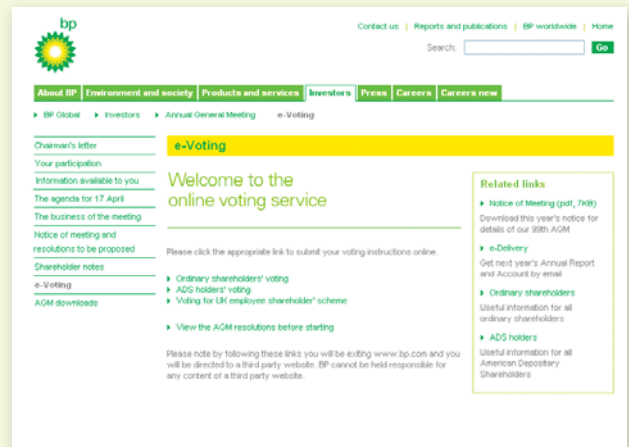 bp
Contact us | Reports and publications | BP worldwide | Home
Search:
Go
About BP
Environment and society
Products and services
Investors
Press
Careers
Careers new
BP Global
Investors
Annual General Meeting
e-Voting
Chairman's letter
Your participation
Information available to you
The agenda for 17 April
The business of the meeting
Notice of meeting and
resolutions to be proposed
Shareholder notes
e-Voting
AGM downloads
e-Voting
Welcome to the
online voting service
Please click the appropriate link to submit your voting instructions online.
Ordinary shareholders' voting
ADS holders' voting
Voting for UK employee shareholder' scheme
View the AGM resolutions before starting
Please note by following these links you will be exiting www.bp.com and you
will be directed to a third party website. BP cannot be held responsible for
any content of a third party website.
Related links
Notice of Meeting (pdf, 7KB)
Download this year's notice for
details of our 99th AGM
e-Delivery
Get next year's Annual Report
and Account by email
Ordinary shareholders
Useful information for all
ordinary shareholders
ADS holders
Useful information for all
American Depositary
Shareholders